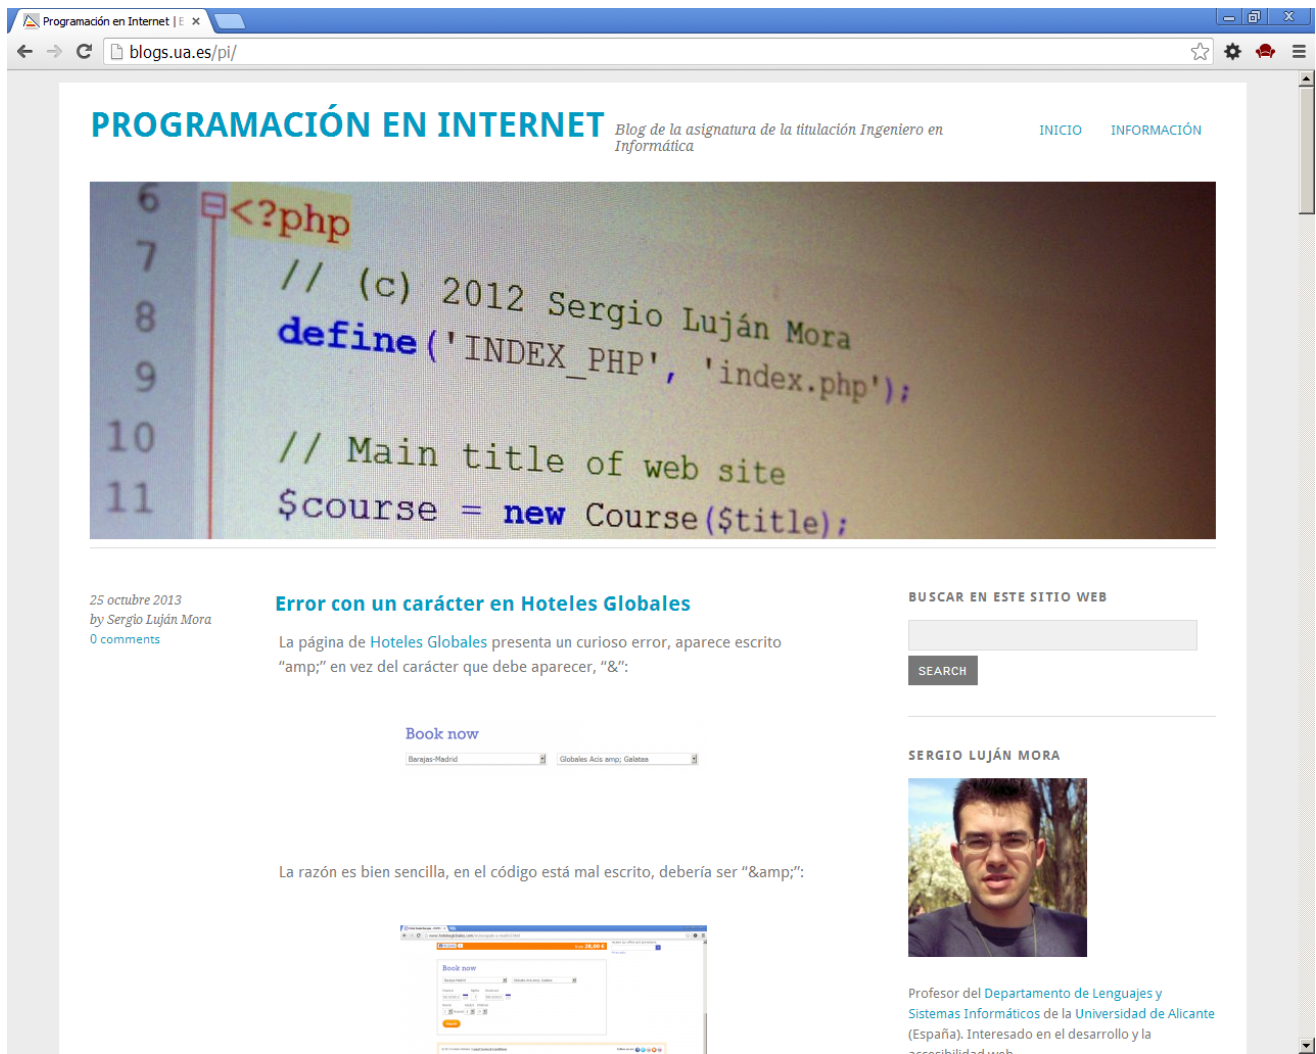 Programación en Internet | E
blogs.ua.es/pi/
PROGRAMACIÓN EN INTERNET
Blog de la asignatura de la titulación Ingeniero en
Informática
INICIO INFORMACIÓN
6 <?php
7 // (c) 2012 Sergio Luján Mora
8 define('INDEX_PHP', 'index.php');
9
10 // Main title of web site
11 $course = new Course($title);
25 octubre 2013
by Sergio Luján Mora
0 comments
Error con un carácter en Hoteles Globales
La página de Hoteles Globales presenta un curioso error, aparece escrito
“amp;” en vez del carácter que debe aparecer, “&”:
Book now
Barajas-Madrid Globales Acis amp; Galatea
La razón es bien sencilla, en el código está mal escrito, debería ser “&amp;”:
Book now
BUSCAR EN ESTE SITIO WEB
SEARCH
SERGIO LUJÁN MORA
Profesor del Departamento de Lenguajes y
Sistemas Informáticos de la Universidad de Alicante
(España). Interesado en el desarrollo y la
accesibilidad web